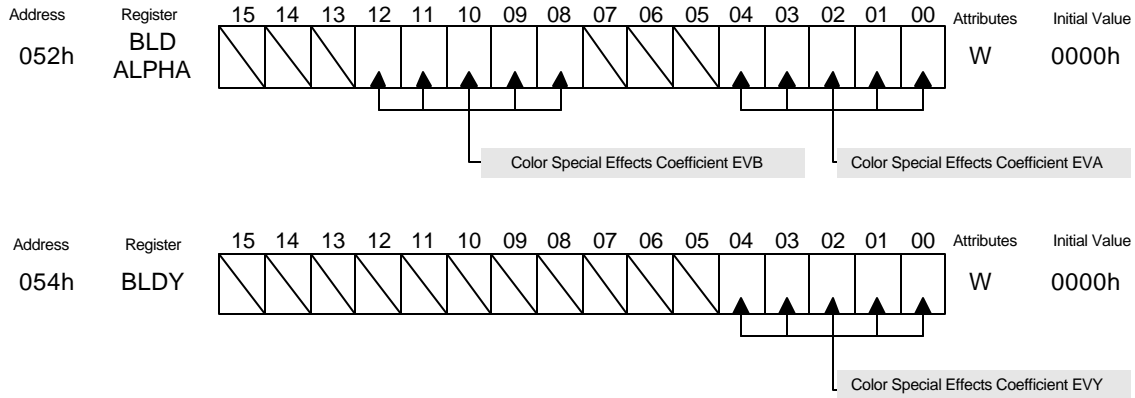 Address Register 15 14 13 12 11 10 09 08 07 06 05 04 03 02 01 00 Attributes Initial Value
052h BLD ALPHA W 0000h
Color Special Effects Coefficient EVB Color Special Effects Coefficient EVA
Address Register 15 14 13 12 11 10 09 08 07 06 05 04 03 02 01 00 Attributes Initial Value
054h BLDY W 0000h
Color Special Effects Coefficient EVY